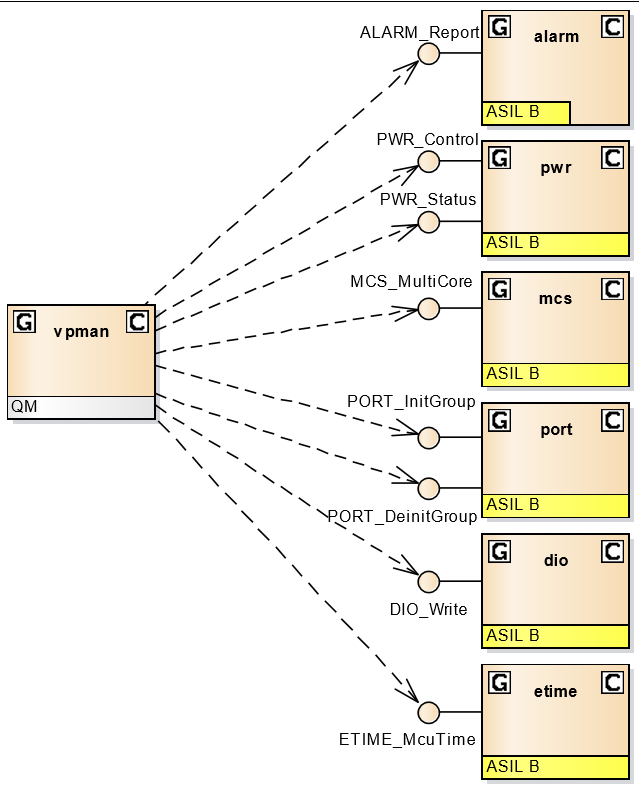 ALARM_Report
G C
alarm
ASIL B
PWR_Control
G C
pwr
PWR_Status
ASIL B
MCS_MultiCore
G C
mcs
ASIL B
G C
vpman
QM
PORT_InitGroup
G C
port
PORT_DeinitGroup
ASIL B
G C
dio
DIO_Write
ASIL B
G C
etime
ETIME_McuTime
ASIL B